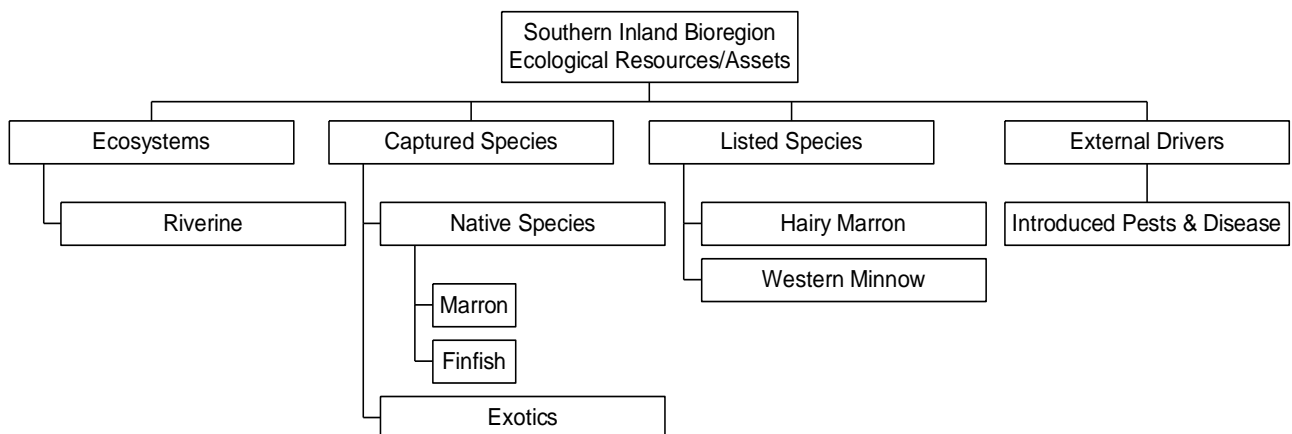 Southern Inland Bioregion
Ecological Resources/Assets
Ecosystems
Captured Species
Listed Species
External Drivers
Riverine
Native Species
Hairy Marron
Introduced Pests & Disease
Western Minnow
Marron
Finfish
Exotics